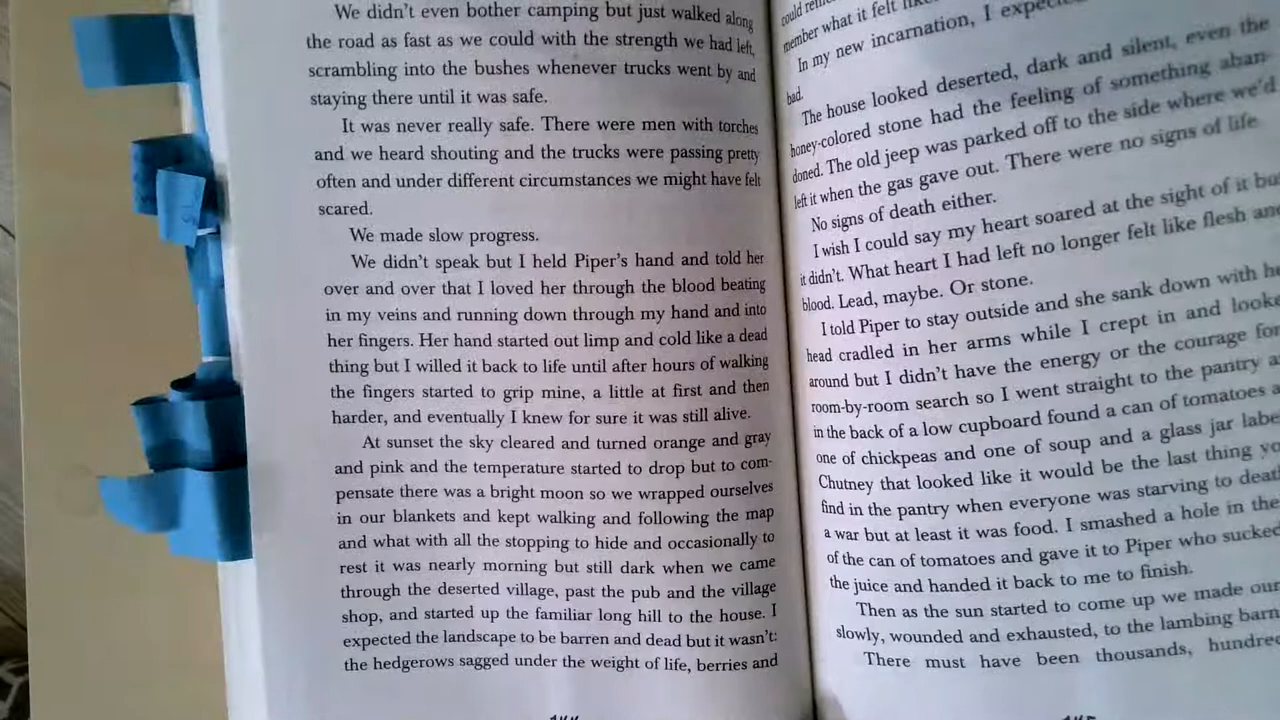 We didn't even bother camping but just walked along
the road as fast as we could with the strength we had left,
scrambling into the bushes whenever trucks went by and
staying there until it was safe.
It was never really safe. There were men with torches
and we heard shouting and the trucks were passing pretty
often and under different circumstances we might have felt
scared.
We made slow progress.
We didn't speak but I held Piper's hand and told her
over and over that I loved her through the blood beating
in my veins and running down through my hand and into
her fingers. Her hand started out limp and cold like a dead
thing but I willed it back to life until after hours of walking
the fingers started to grip mine, a little at first and then
harder, and eventually I knew for sure it was still alive.
At sunset the sky cleared and turned orange and gray
and pink and the temperature started to drop but to com-
pensate there was a bright moon so we wrapped ourselves
in our blankets and kept walking and following the map
and what with all the stopping to hide and occasionally to
rest it was nearly morning but still dark when we came
through the deserted village, past the pub and the village
shop, and started up the familiar long hill to the house. I
expected the landscape to be barren and dead but it wasn't:
the hedgerows sagged under the weight of life, berries and
could
member what it felt
In my new incarnation, I
bad.
The house looked deserted, dark and silent, even the
honey-colored stone had the feeling of something aban-
doned. The old jeep was parked off to the side where we'd
left it when the gas gave out. There were no signs of life
No signs of death either.
I wish I could say my heart soared at the sight of it
it didn't. What heart I had left no longer felt like flesh and
blood. Lead, maybe. Or stone.
I told Piper to stay outside and she sank down with
head cradled in her arms while I crept in and
around but I didn't have the energy or the courage for
room-by-room search so I went straight to the pantry
in the back of a low cupboard found a can of tomatoes
one of chickpeas and one of soup and a glass jar
Chutney that looked like it would be the last thing
find in the pantry when everyone was starving to
a war but at least it was food. I smashed a hole in the
of the can of tomatoes and gave it to Piper who sucked
the juice and handed it back to me to finish.
Then as the sun started to come up we made our
slowly, wounded and exhausted, to the lambing barn
There must have been thousands,